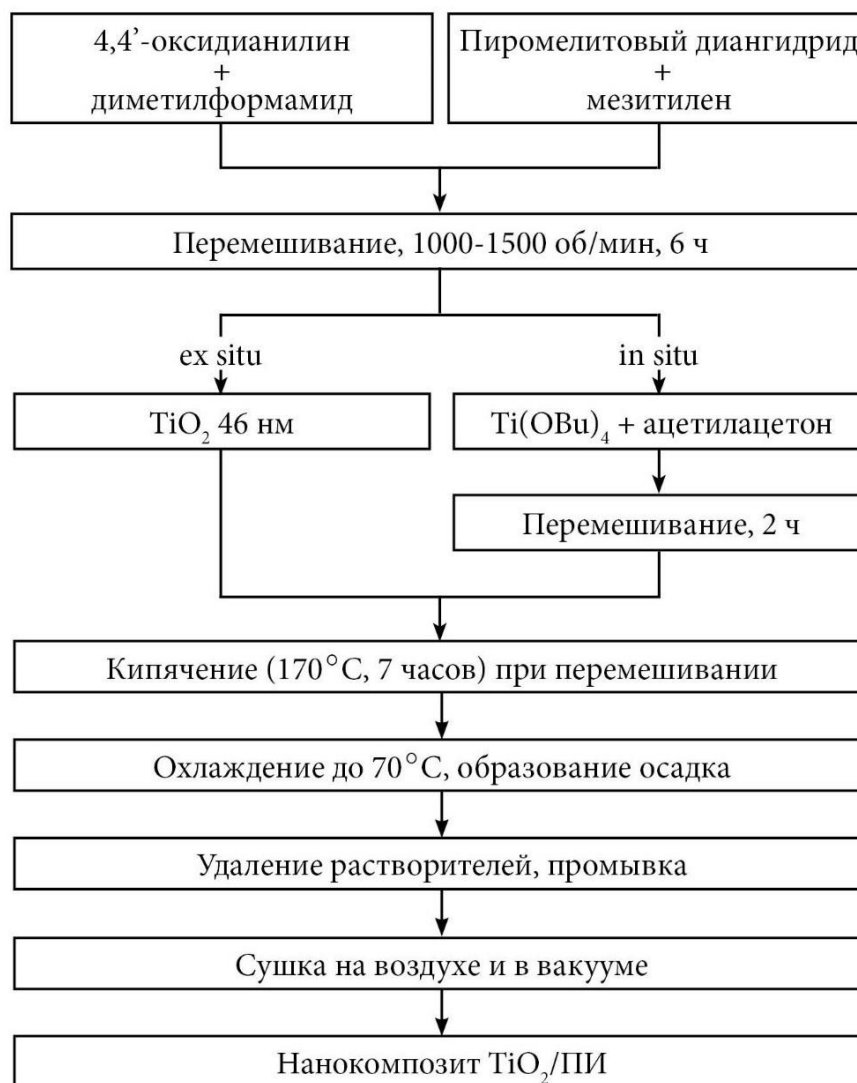 4,4’-оксидианилин
+
диметилформамид
Пиромелитовый диангидрид
+
мезитилен
Перемешивание, 1000-1500 об/мин, 6 ч
ex situ
in situ
TiO₂ 46 нм
Ti(OBu)₄ + ацетилацетон
Перемешивание, 2 ч
Кипячение (170°C, 7 часов) при перемешивании
Охлаждение до 70°C, образование осадка
Удаление растворителей, промывка
Сушка на воздухе и в вакууме
Нанокомпозит TiO₂/ПИ